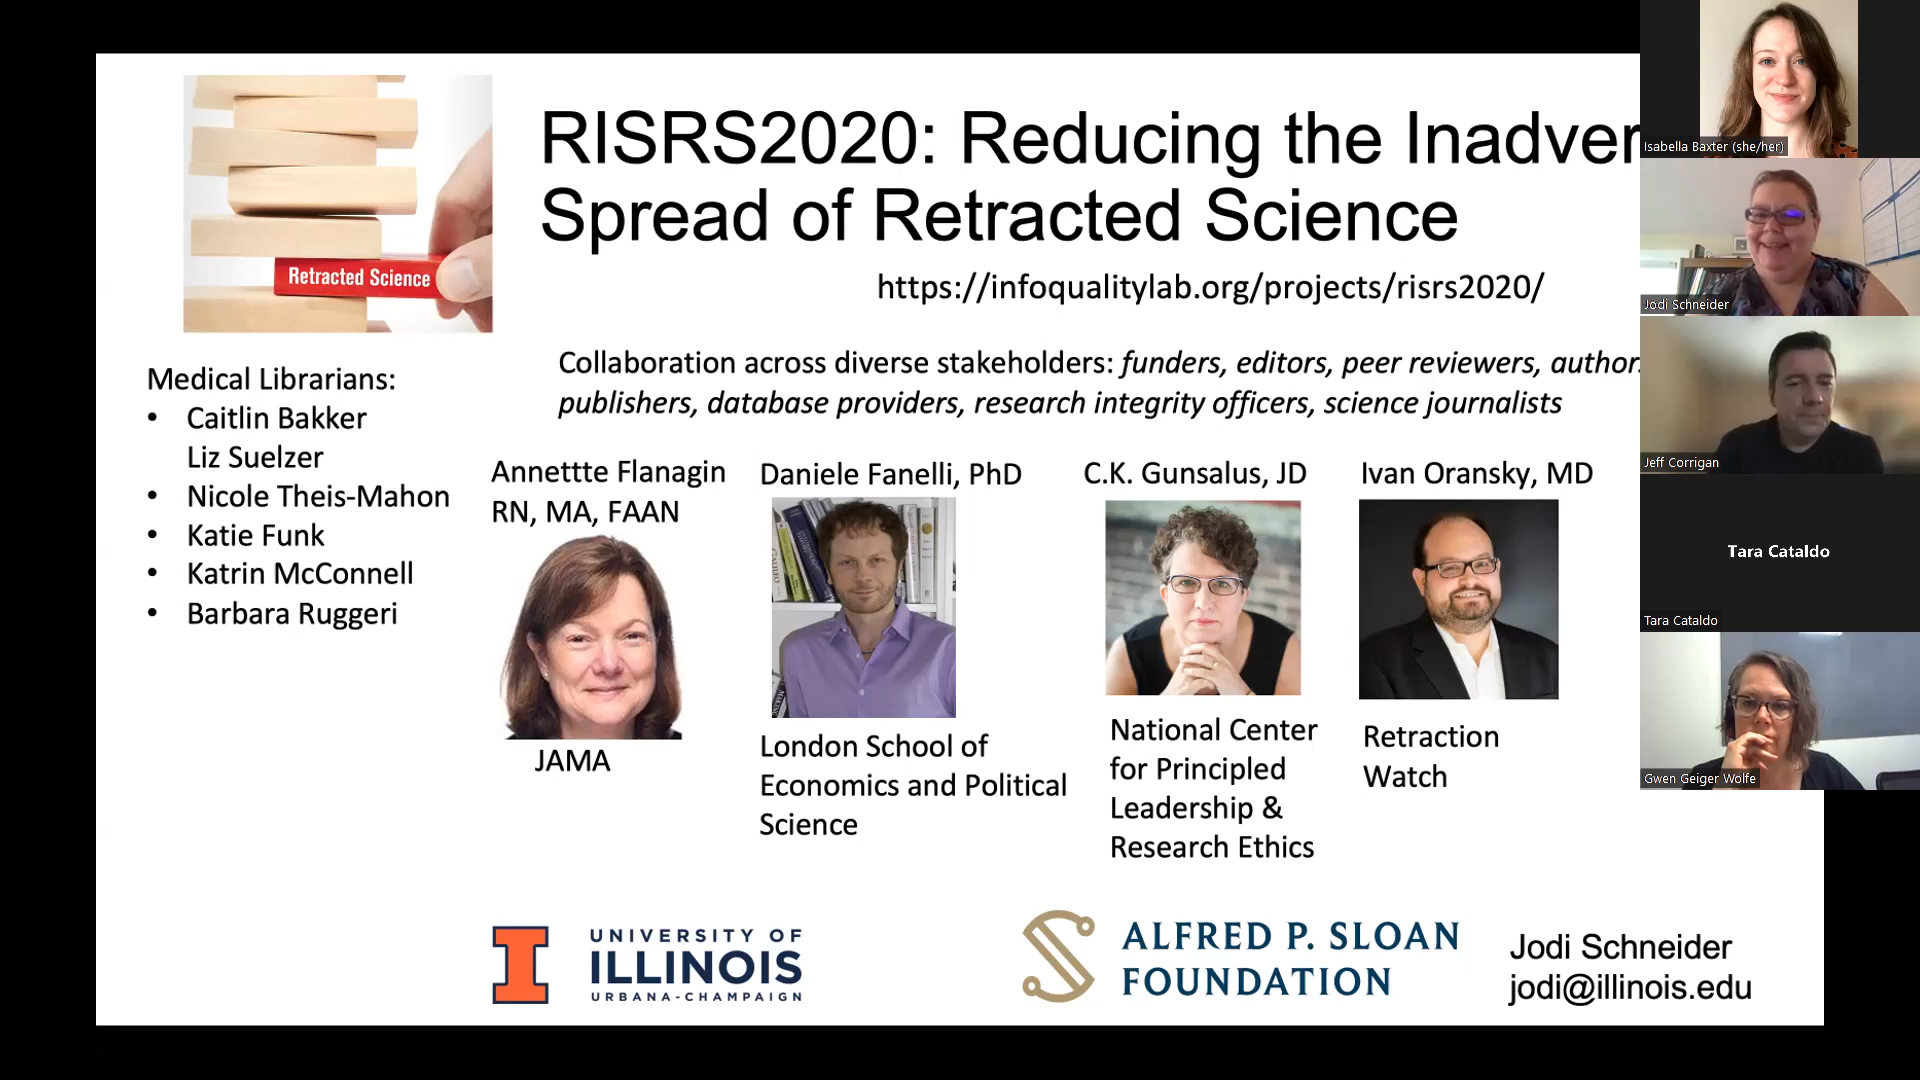 RISRS2020: Reducing the Inadver
Spread of Retracted Science
Retracted Science
https://infoqualitylab.org/projects/risrs2020/
Collaboration across diverse stakeholders: funders, editors, peer reviewers, author
publishers, database providers, research integrity officers, science journalists
Medical Librarians:
• Caitlin Bakker
Liz Suelzer
• Nicole Theis-Mahon
• Katie Funk
• Katrin McConnell
• Barbara Ruggeri
Annettte Flanagin
RN, MA, FAAN
JAMA
Daniele Fanelli, PhD
London School of
Economics and Political
Science
C.K. Gunsalus, JD
National Center
for Principled
Leadership &
Research Ethics
Ivan Oransky, MD
Retraction
Watch
UNIVERSITY OF
ILLINOIS
URBANA-CHAMPAIGN
ALFRED P. SLOAN
FOUNDATION
Jodi Schneider
jodi@illinois.edu
Isabella Baxter (she/her)
Jodi Schneider
Jeff Corrigan
Tara Cataldo
Tara Cataldo
Gwen Geiger Wolfe